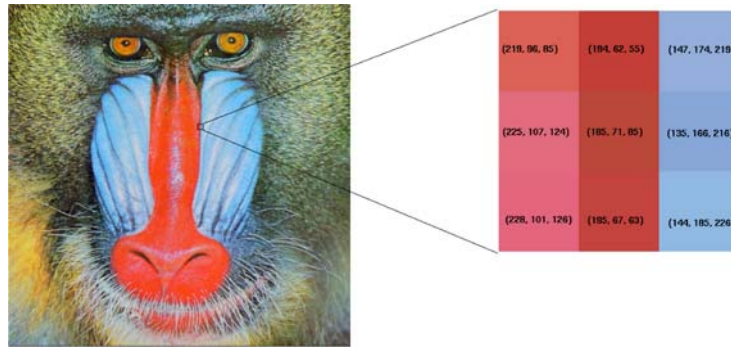 (219, 96, 85) (194, 62, 55) (147, 174, 219)
(225, 107, 124) (185, 71, 85) (135, 166, 216)
(228, 101, 126) (195, 67, 63) (144, 185, 226)